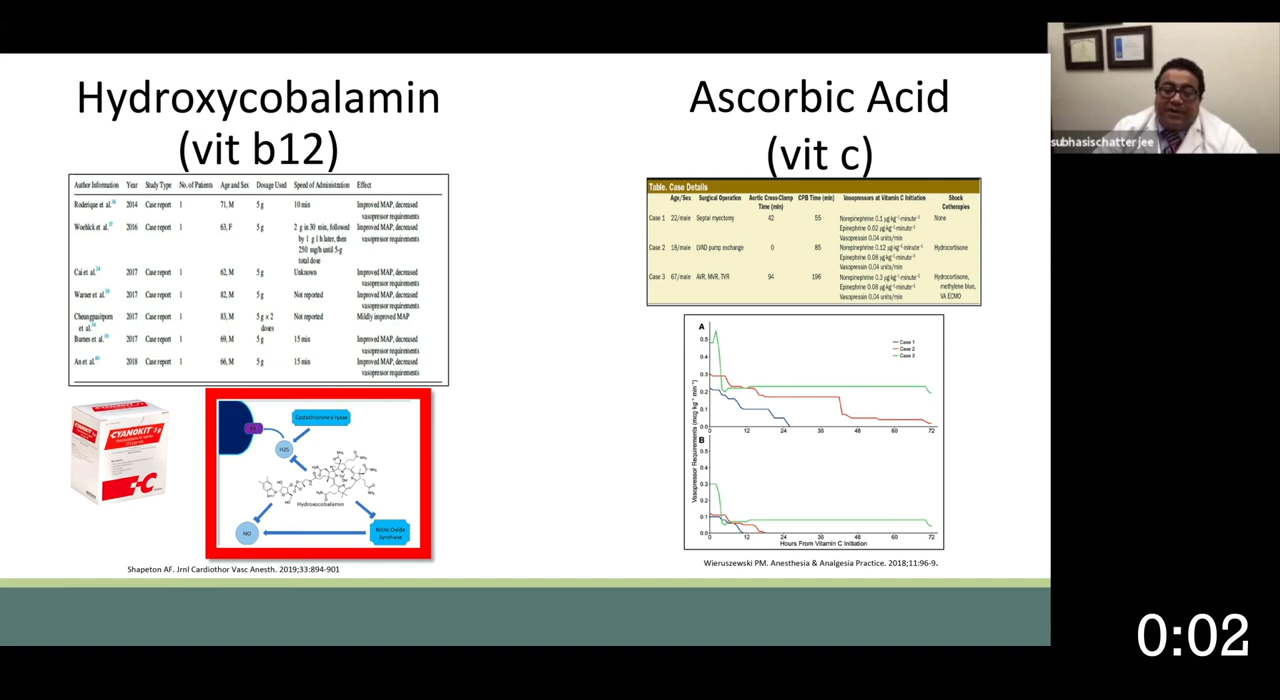 Hydroxycobalamin
(vit b12)
Author Information Year Study Type No. of Patients Age and Sex Dosage Used Speed of Administration Effect
Roderique et al. 2014 Case report 1 71, M 5 g 10 min Improved MAP, decreased
vasopressor requirements
Woehlck et al. 2016 Case report 1 63, F 5 g 2 g in 30 min, followed Improved MAP, decreased
by 1 g 1 h later, then vasopressor requirements
250 mg/h until 5-g
total dose
Cai et al. 2017 Case report 1 62, M 5 g Unknown Improved MAP, decreased
vasopressor requirements
Warner et al. 2017 Case report 1 82, M 5 g Not reported Improved MAP, decreased
vasopressor requirements
Cheungpasitporn 2017 Case report 1 83, M 5 g x 2 Not reported Mildly improved MAP
et al. doses
Burnes et al. 2017 Case report 1 69, M 5 g 15 min Improved MAP, decreased
vasopressor requirements
An et al. 2018 Case report 1 66, M 5 g 15 min Improved MAP, decreased
vasopressor requirements
CYANOKIT 5g
Cystathionine-γ-lyase
H2S
Hydroxocobalamin
NO
Nitric Oxide
Synthase
Shapeton AF. Jrnl Cardiothor Vasc Anesth. 2019;33:894-901
Ascorbic Acid
(vit c)
Table. Case Details
Age/Sex Surgical Operation Aortic Cross-Clamp CPB Time (min) Vasopressors at Vitamin C Initiation Shock
Time (min) Cotherapies
Case 1 22/male Septal myectomy 42 55 Norepinephrine 0.1 µg·kg⁻¹·minute⁻¹ None
Epinephrine 0.02 µg·kg⁻¹·minute⁻¹
Vasopressin 0.04 units/min
Case 2 18/male LVAD pump exchange 0 85 Norepinephrine 0.12 µg·kg⁻¹·minute⁻¹ Hydrocortisone
Epinephrine 0.08 µg·kg⁻¹·minute⁻¹
Vasopressin 0.04 units/min
Case 3 67/male AVR, MVR, TVR 94 196 Norepinephrine 0.3 µg·kg⁻¹·minute⁻¹ Hydrocortisone,
Epinephrine 0.08 µg·kg⁻¹·minute⁻¹ methylene blue,
Vasopressin 0.04 units/min VA ECMO
A
0.5
0.4
0.3
0.2
0.1
0.0
0 12 24 36 48 60 72
Case 1
Case 2
Case 3
B
0.5
0.4
0.3
0.2
0.1
0.0
0 12 24 36 48 60 72
Vasopressor Requirements (mcg·kg⁻¹·min⁻¹)
Hours From Vitamin C Initiation
Wieruszewski PM. Anesthesia & Analgesia Practice. 2018;11:96-9.
subhasischatterjee
0:02